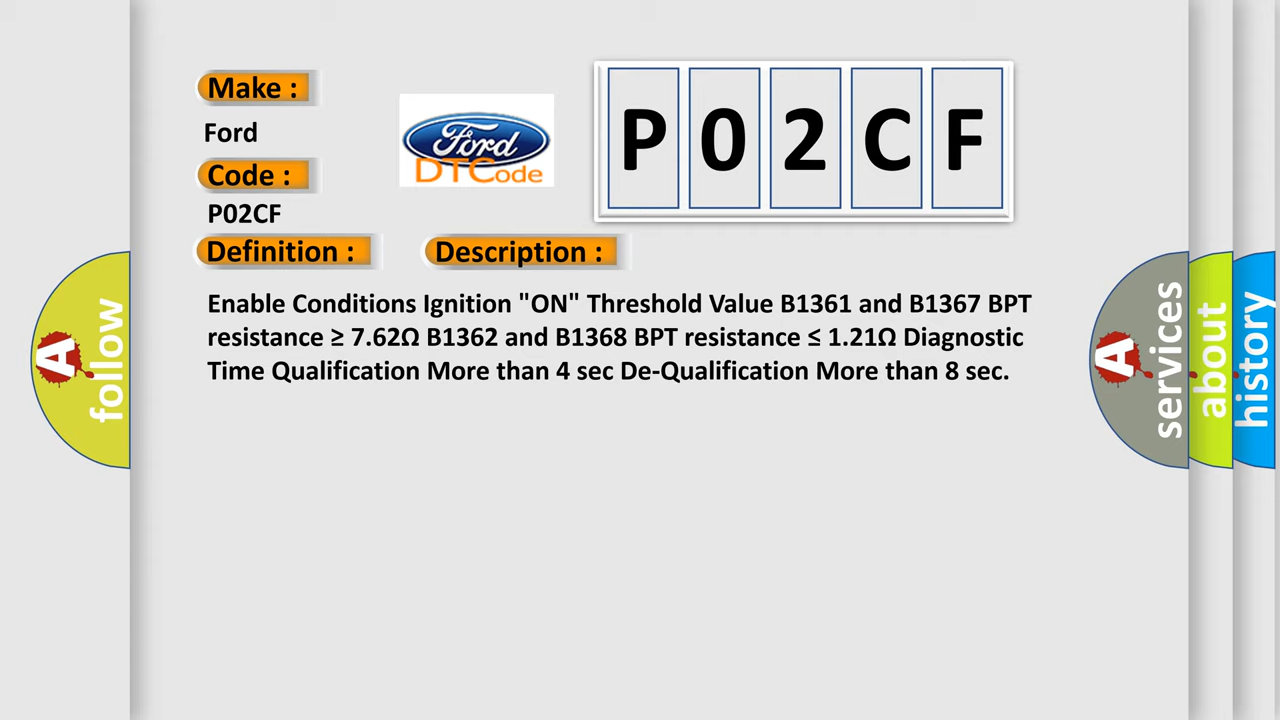 Make :
Ford
Code :
P02CF
Definition :
Description :
Ford
DTCode
P02CF
Enable Conditions Ignition "ON" Threshold Value B1361 and B1367 BPT
resistance ≥ 7.62Ω B1362 and B1368 BPT resistance ≤ 1.21Ω Diagnostic
Time Qualification More than 4 sec De-Qualification More than 8 sec.
A follow
A services
about
history